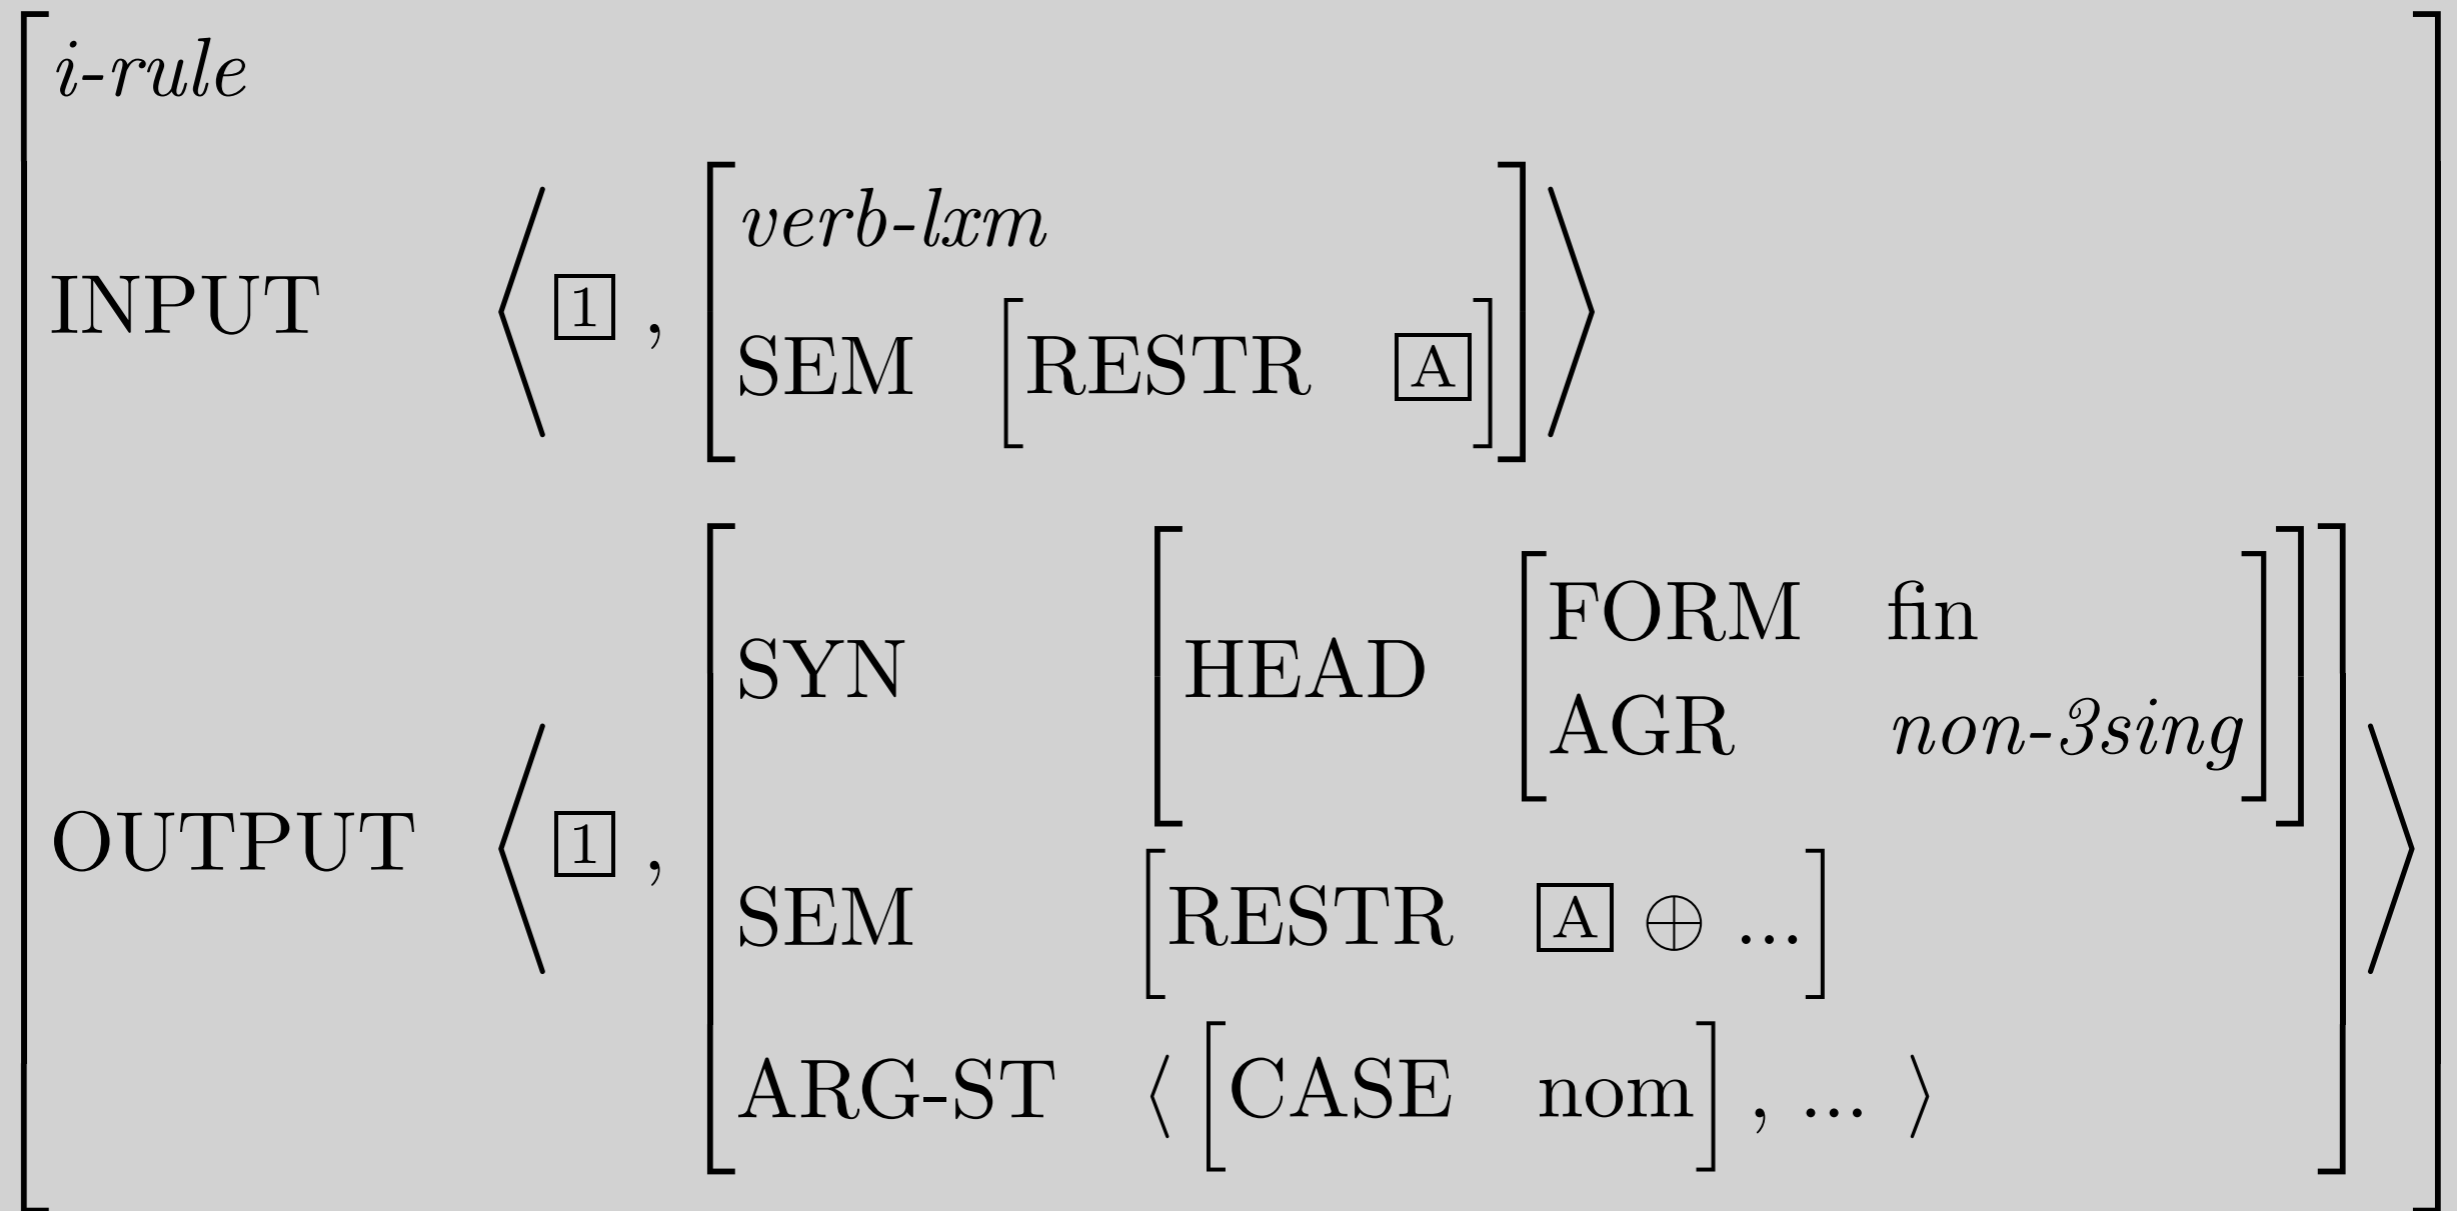 i-rule
INPUT ⟨ 1 , [ verb-lxm
SEM [ RESTR A ] ] ⟩
OUTPUT ⟨ 1 , [ SYN [ HEAD [ FORM fin
AGR non-3sing ] ]
SEM [ RESTR A ⊕ ... ]
ARG-ST ⟨ [ CASE nom ] , ... ⟩ ] ⟩